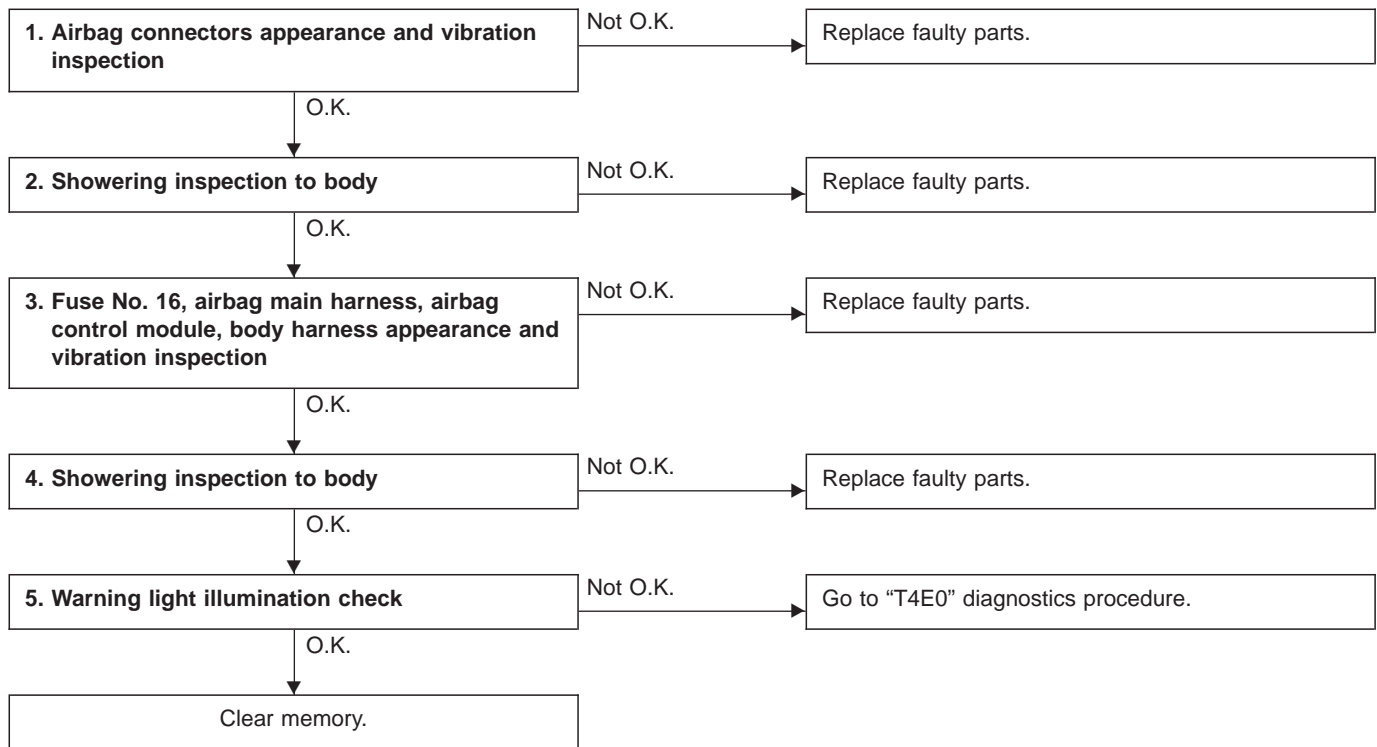 1. Airbag connectors appearance and vibration
inspection
Not O.K.
Replace faulty parts.
O.K.
2. Showering inspection to body
Not O.K.
Replace faulty parts.
O.K.
3. Fuse No. 16, airbag main harness, airbag
control module, body harness appearance and
vibration inspection
Not O.K.
Replace faulty parts.
O.K.
4. Showering inspection to body
Not O.K.
Replace faulty parts.
O.K.
5. Warning light illumination check
Not O.K.
Go to “T4E0” diagnostics procedure.
O.K.
Clear memory.